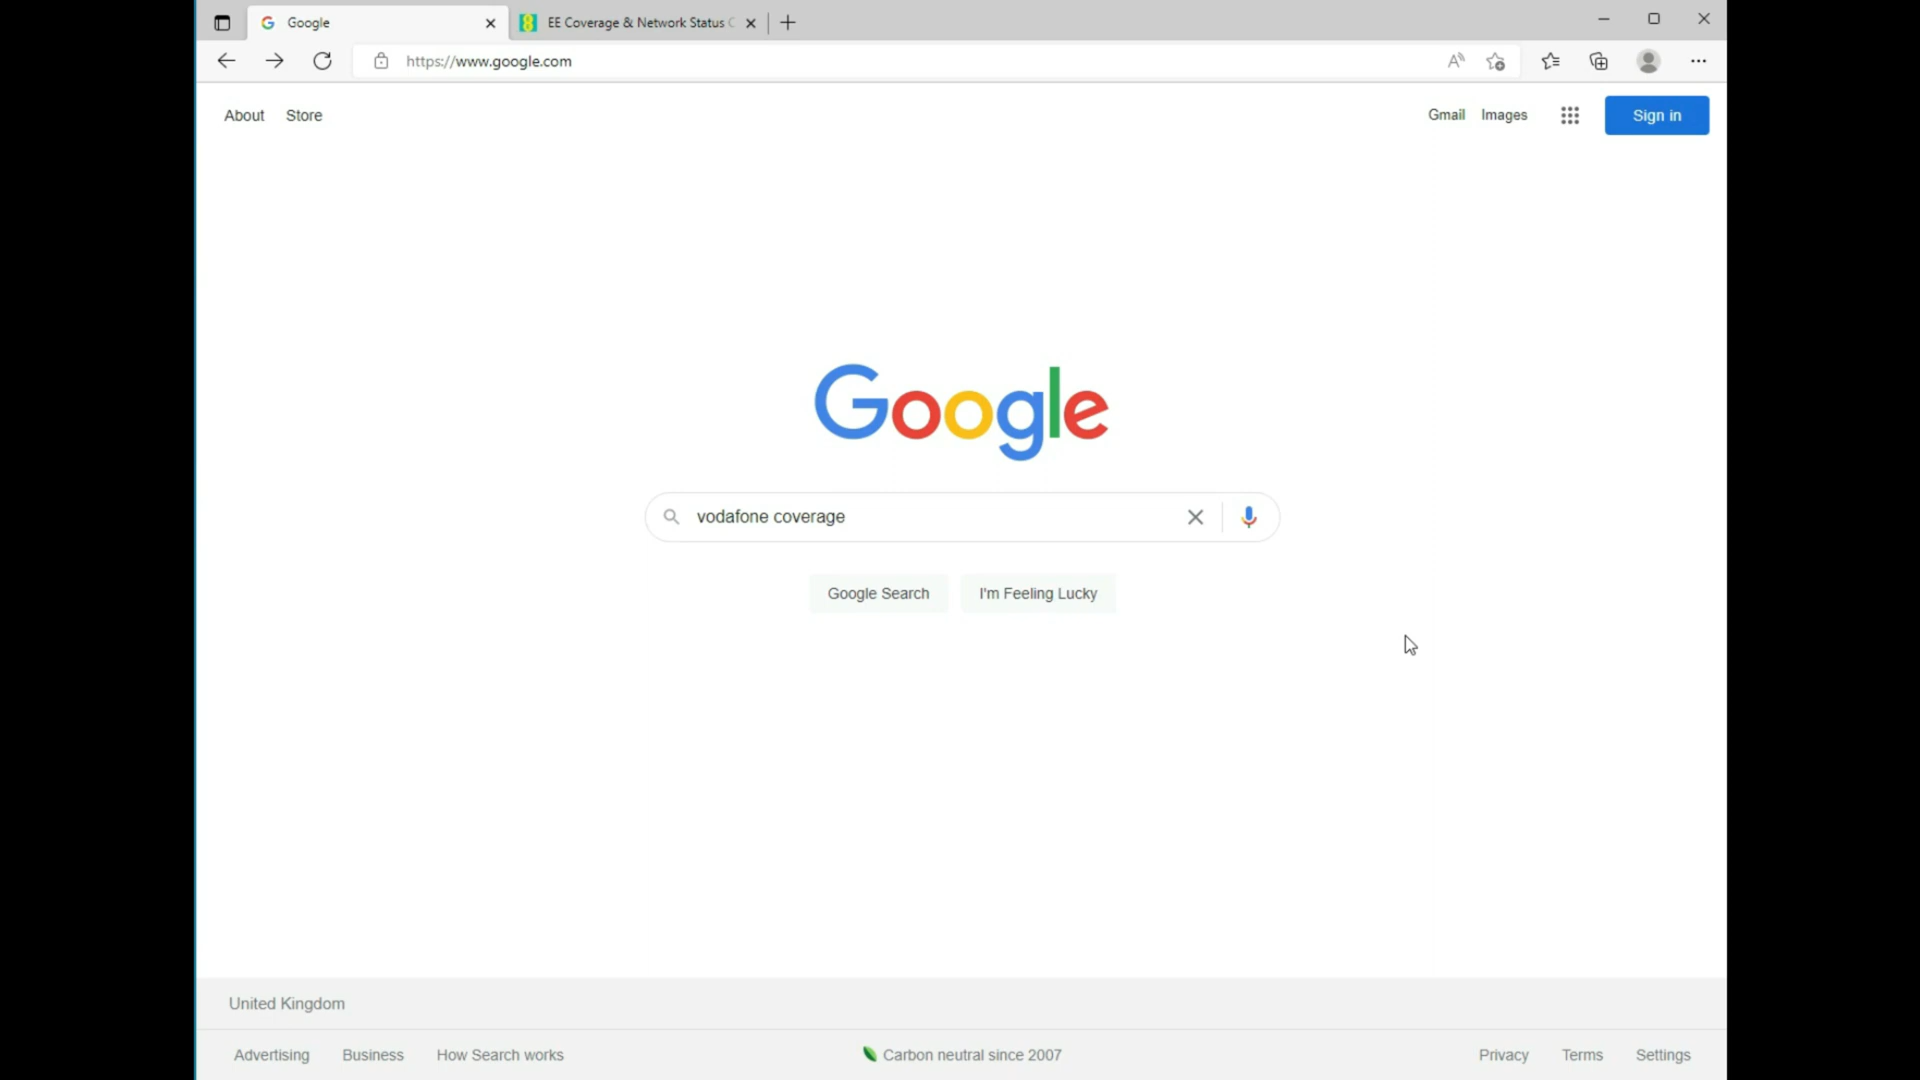 Google
EE Coverage & Network Status
https://www.google.com
About Store
Gmail Images
Sign in
Google
vodafone coverage
Google Search I'm Feeling Lucky
United Kingdom
Advertising Business How Search works
Carbon neutral since 2007
Privacy Terms Settings